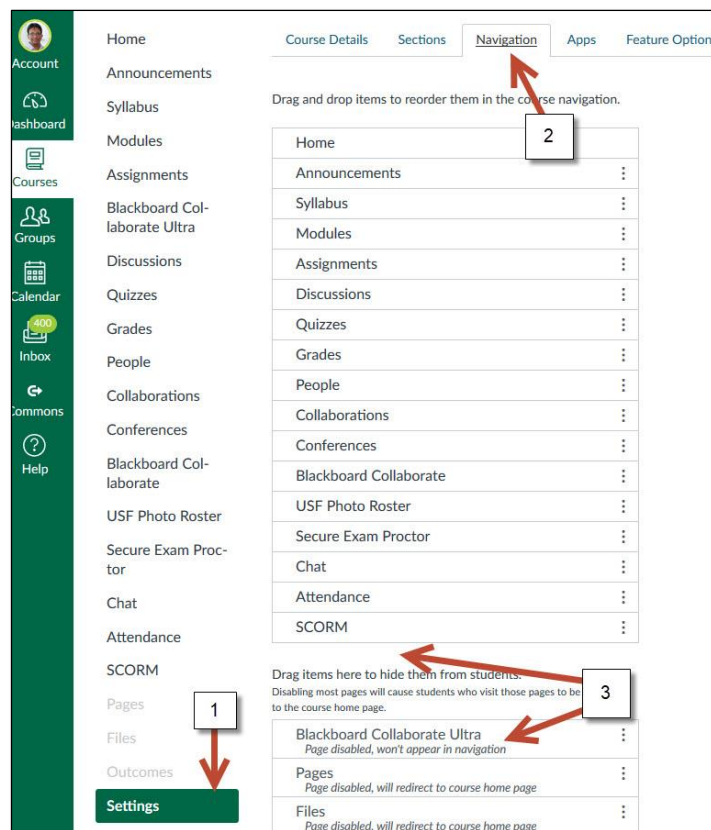 Account
ashboard
Courses
Groups
Calendar
400
Inbox
ommons
Help
Home
Announcements
Syllabus
Modules
Assignments
Blackboard Col-
laborate Ultra
Discussions
Quizzes
Grades
People
Collaborations
Conferences
Blackboard Col-
laborate
USF Photo Roster
Secure Exam Proc-
tor
Chat
Attendance
SCORM
Pages
Files
Outcomes
Settings
1
Course Details Sections Navigation Apps Feature Option
2
Drag and drop items to reorder them in the course navigation.
Home
Announcements
Syllabus
Modules
Assignments
Discussions
Quizzes
Grades
People
Collaborations
Conferences
Blackboard Collaborate
USF Photo Roster
Secure Exam Proctor
Chat
Attendance
SCORM
Drag items here to hide them from students.
Disabling most pages will cause students who visit those pages to be
to the course home page.
3
Blackboard Collaborate Ultra
Page disabled, won't appear in navigation
Pages
Page disabled, will redirect to course home page
Files
Page disabled, will redirect to course home page